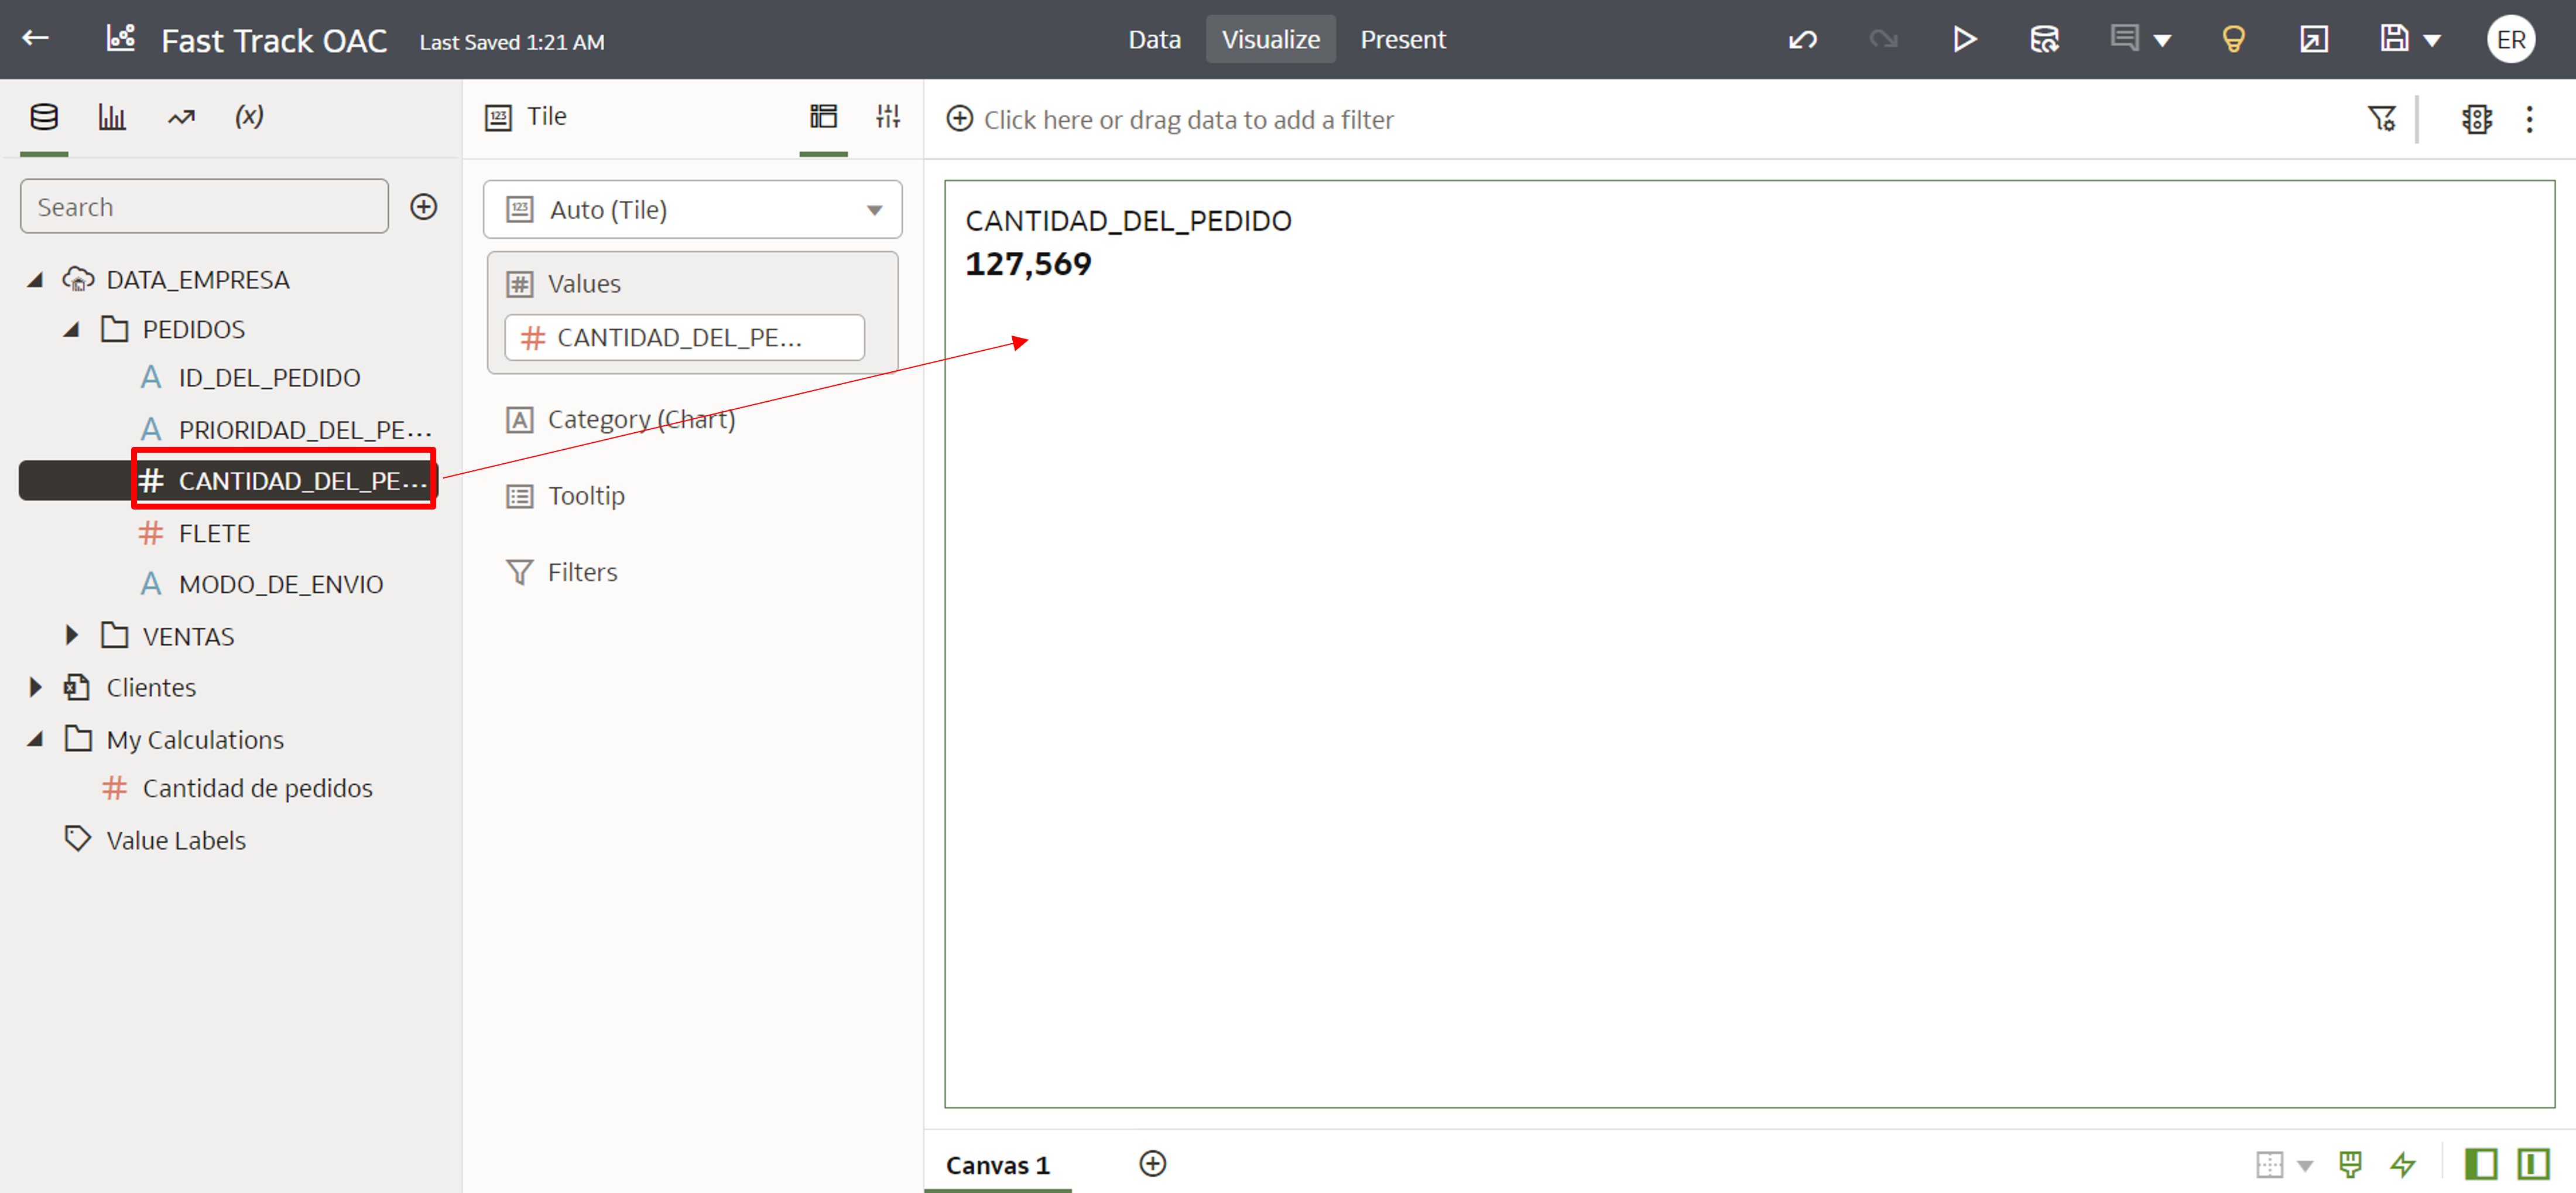 Fast Track OAC
Last Saved 1:21 AM
Data
Visualize
Present
ER
(x)
Search
DATA_EMPRESA
PEDIDOS
A ID_DEL_PEDIDO
A PRIORIDAD_DEL_PE...
# CANTIDAD_DEL_PE...
# FLETE
A MODO_DE_ENVIO
VENTAS
Clientes
My Calculations
# Cantidad de pedidos
Value Labels
123 Tile
123 Auto (Tile)
# Values
# CANTIDAD_DEL_PE...
A Category (Chart)
Tooltip
Filters
Click here or drag data to add a filter
CANTIDAD_DEL_PEDIDO
127,569
Canvas 1